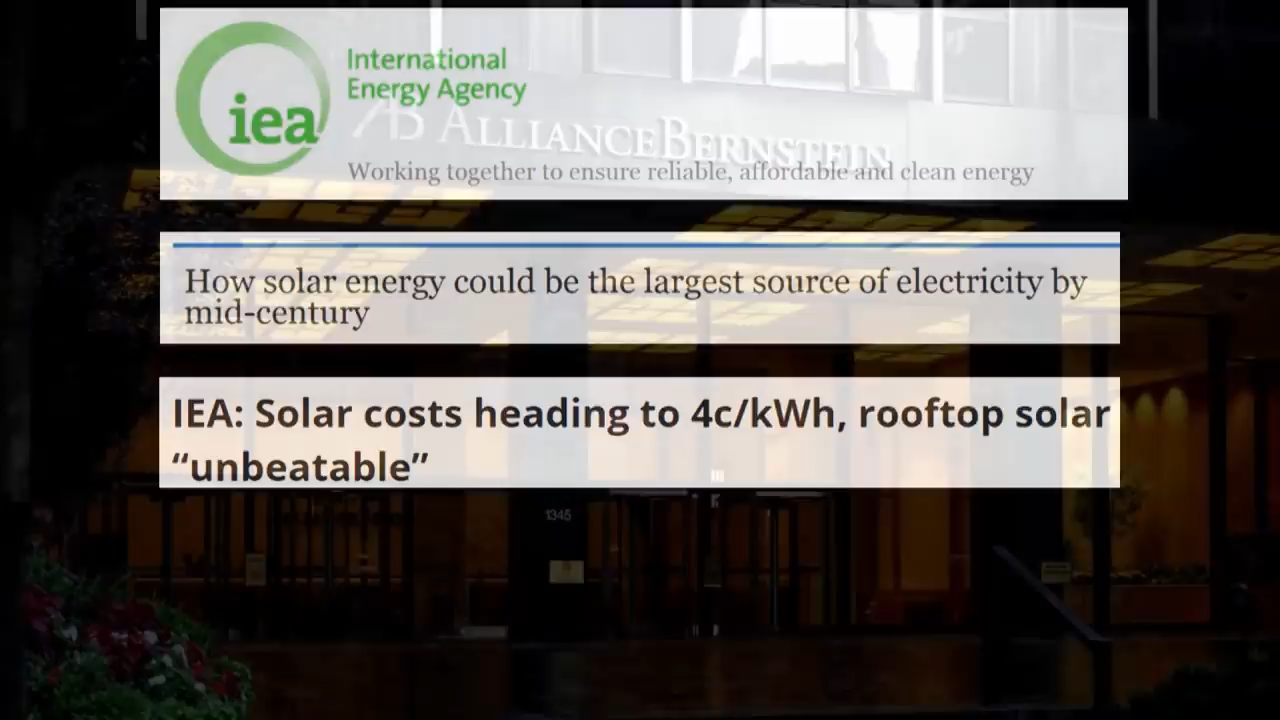 iea
International
Energy Agency
AB ALLIANCEBERNSTEIN
Working together to ensure reliable, affordable and clean energy
How solar energy could be the largest source of electricity by
mid-century
IEA: Solar costs heading to 4c/kWh, rooftop solar
“unbeatable”
1345